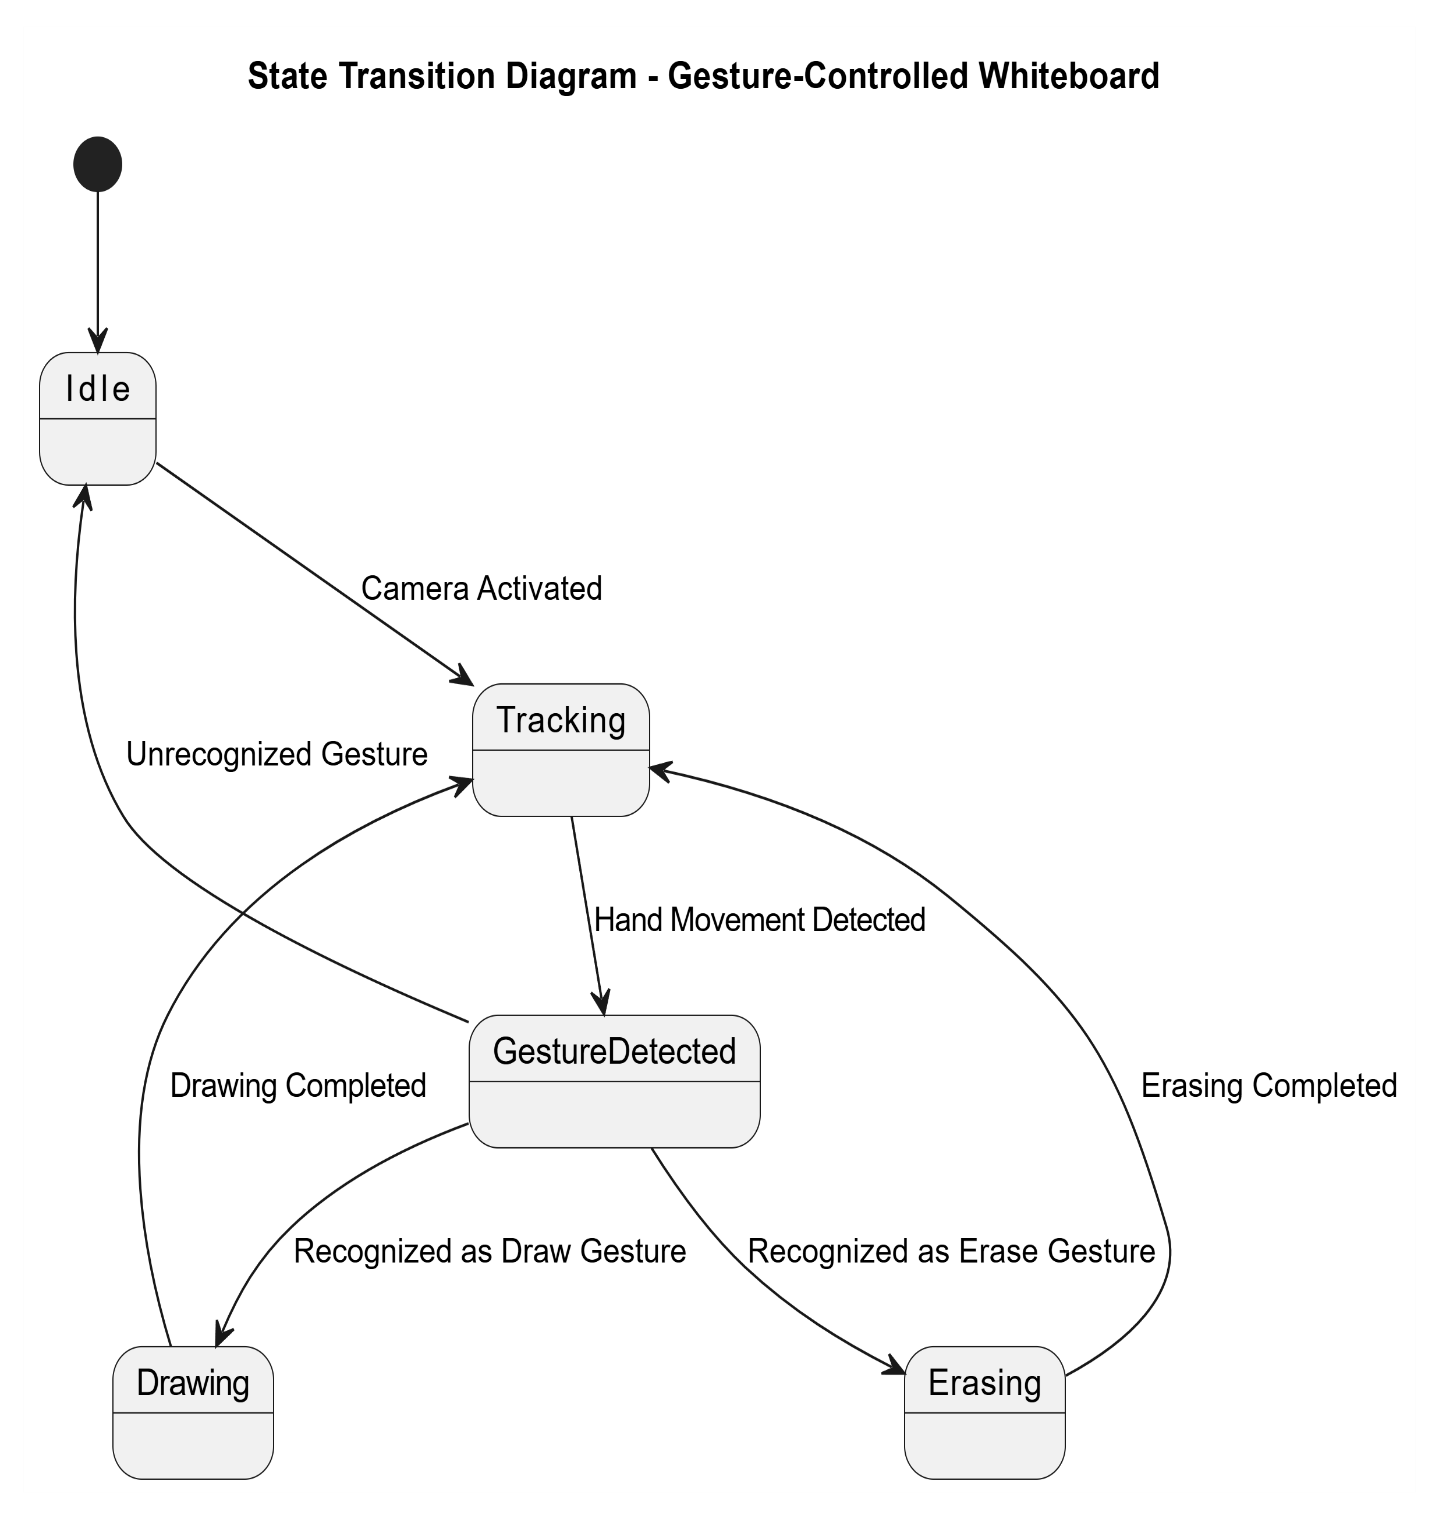 State Transition Diagram - Gesture-Controlled Whiteboard
Idle
Camera Activated
Tracking
Unrecognized Gesture
Hand Movement Detected
GestureDetected
Drawing Completed
Erasing Completed
Recognized as Draw Gesture
Recognized as Erase Gesture
Drawing
Erasing